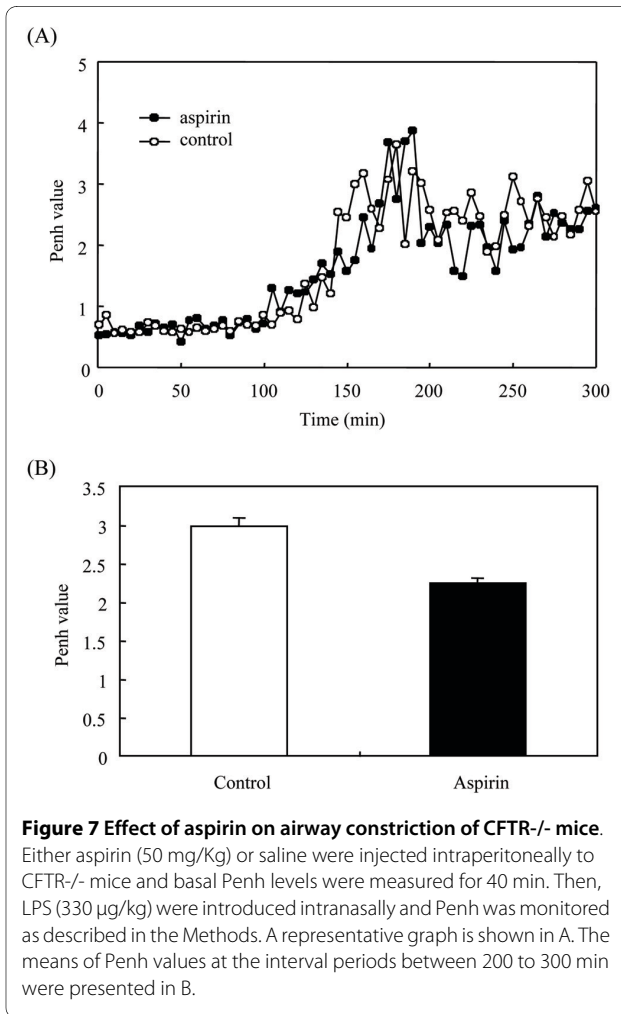 (A)
Penh value
5
4
3
2
1
0
aspirin
control
0 50 100 150 200 250 300
Time (min)
(B)
Penh value
3.5
3
2.5
2
1.5
1
0.5
0
Control Aspirin
Figure 7 Effect of aspirin on airway constriction of CFTR-/- mice.
Either aspirin (50 mg/Kg) or saline were injected intraperitoneally to
CFTR-/- mice and basal Penh levels were measured for 40 min. Then,
LPS (330 μg/kg) were introduced intranasally and Penh was monitored
as described in the Methods. A representative graph is shown in A. The
means of Penh values at the interval periods between 200 to 300 min
were presented in B.